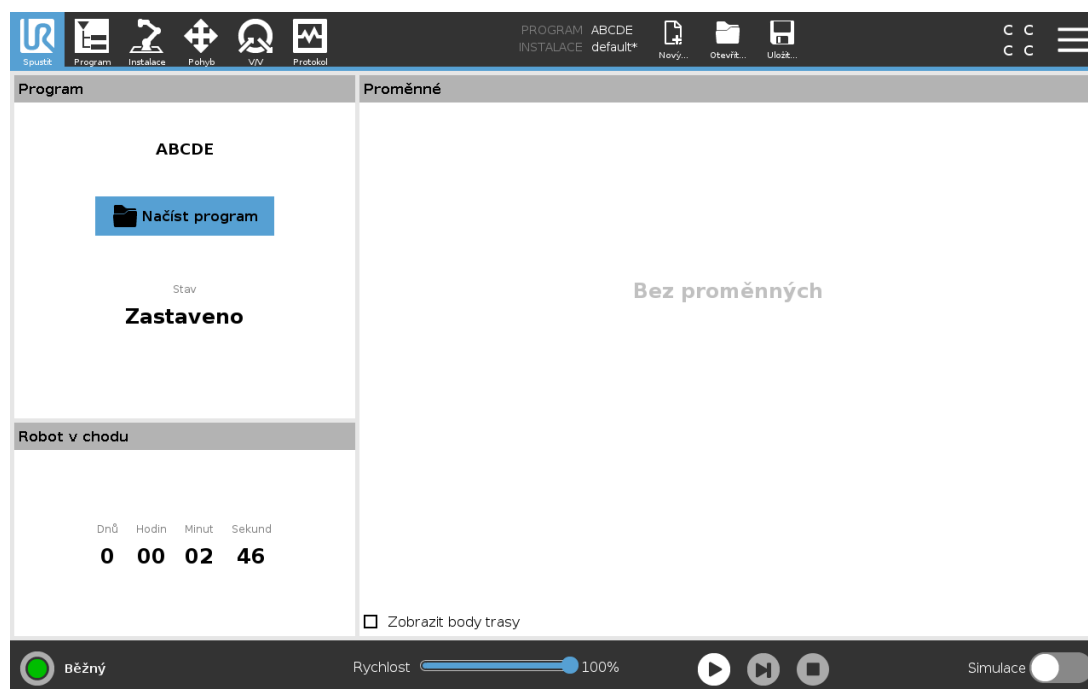 PROGRAM ABCDE
INSTALACE default*
C C
C C
Spustit Program Instalace Pohyb V/V Protokol Nový... Otevřít... Uložit...
Program
Proměnné
ABCDE
Načíst program
Stav
Zastaveno
Bez proměnných
Robot v chodu
Dnů Hodin Minut Sekund
0 00 02 46
Zobrazit body trasy
Běžný Rychlost 100% Simulace